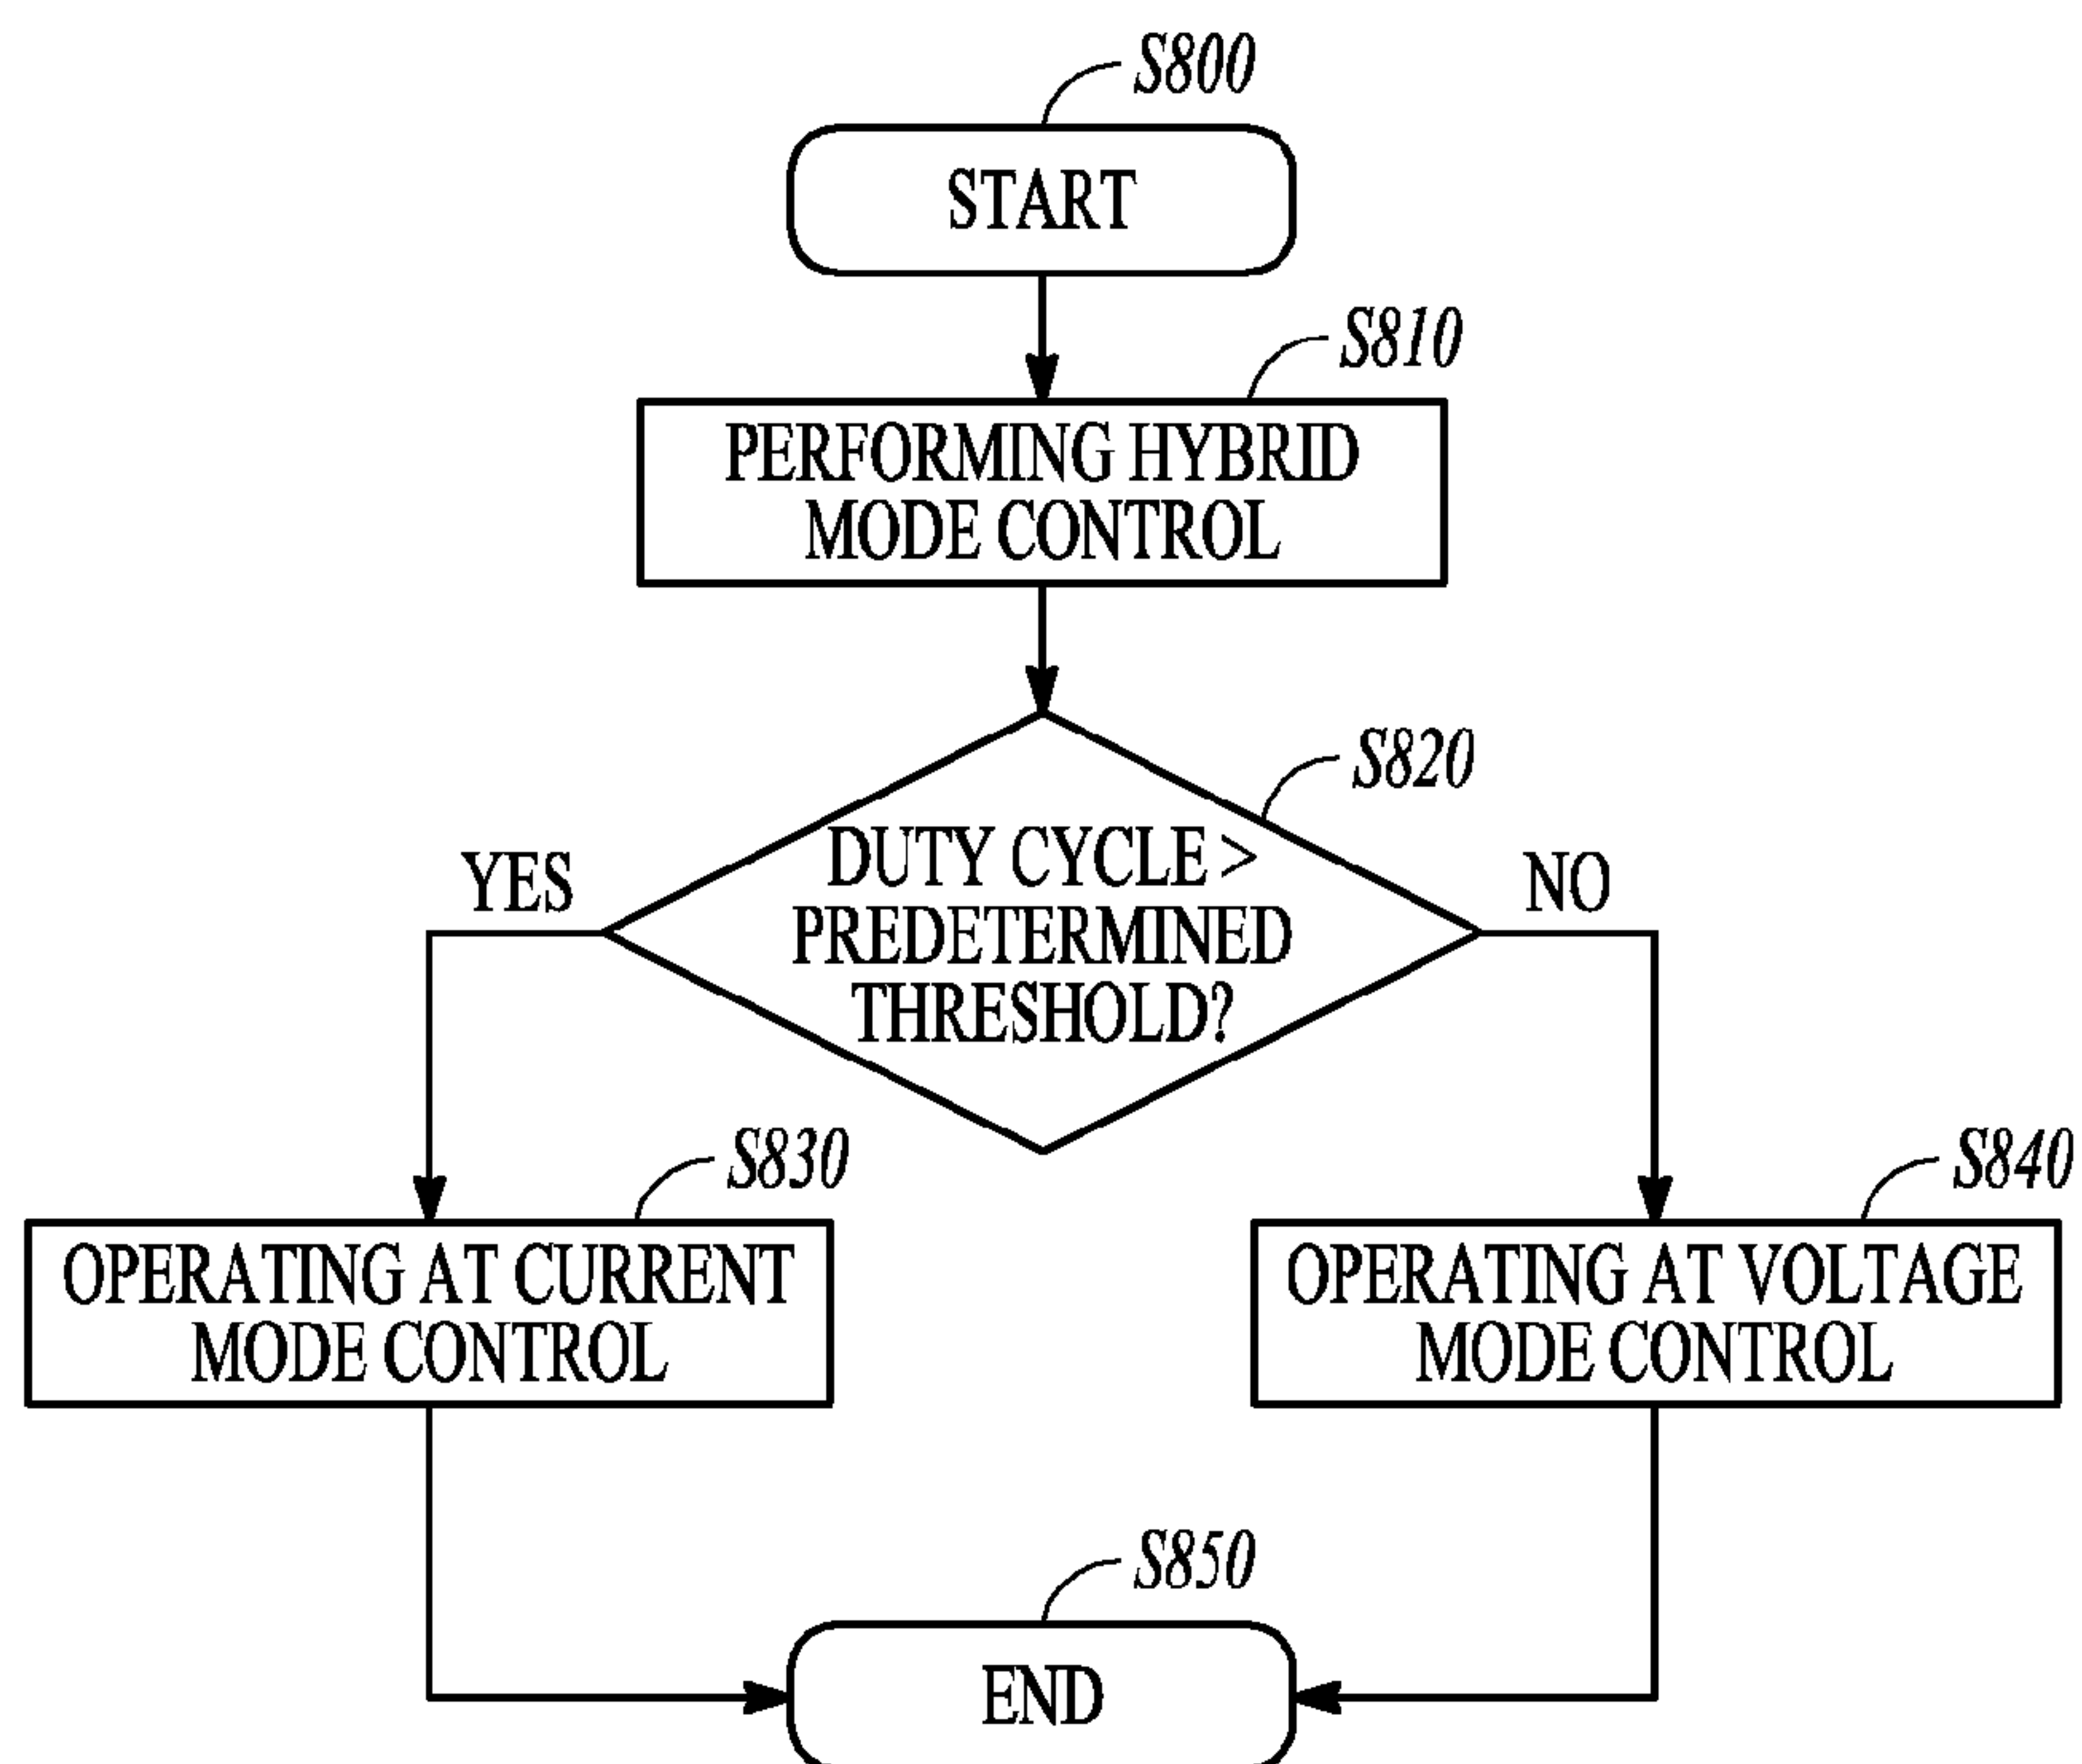 S800
START
S810
PERFORMING HYBRID
MODE CONTROL
S820
DUTY CYCLE >
PREDETERMINED
THRESHOLD?
YES
NO
S830
OPERATING AT CURRENT
MODE CONTROL
S840
OPERATING AT VOLTAGE
MODE CONTROL
S850
END